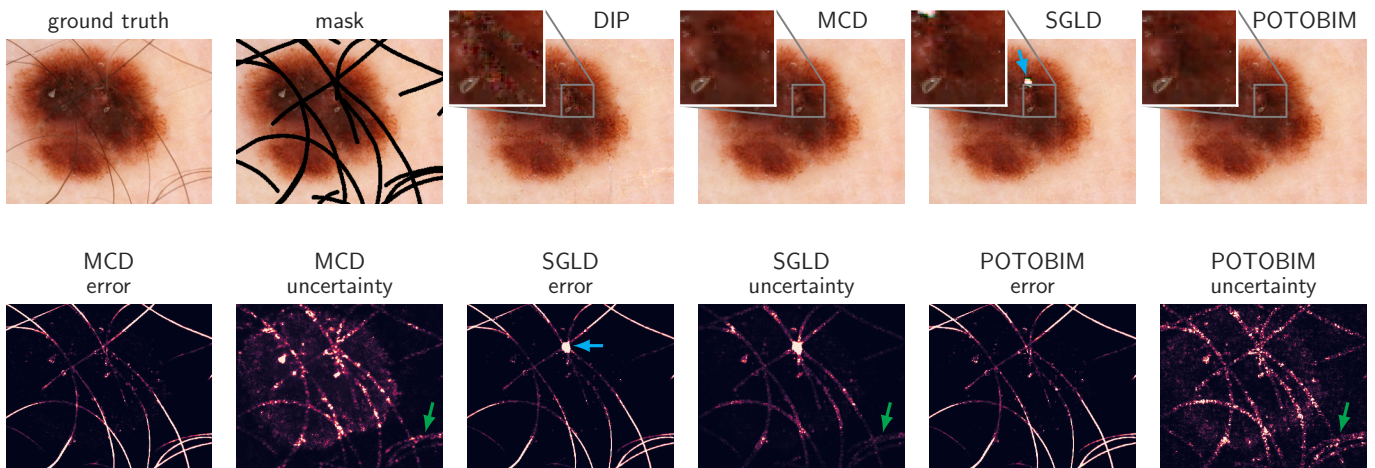 ground truth
mask
DIP
MCD
SGLD
POTOBIM
MCD
error
MCD
uncertainty
SGLD
error
SGLD
uncertainty
POTOBIM
error
POTOBIM
uncertainty